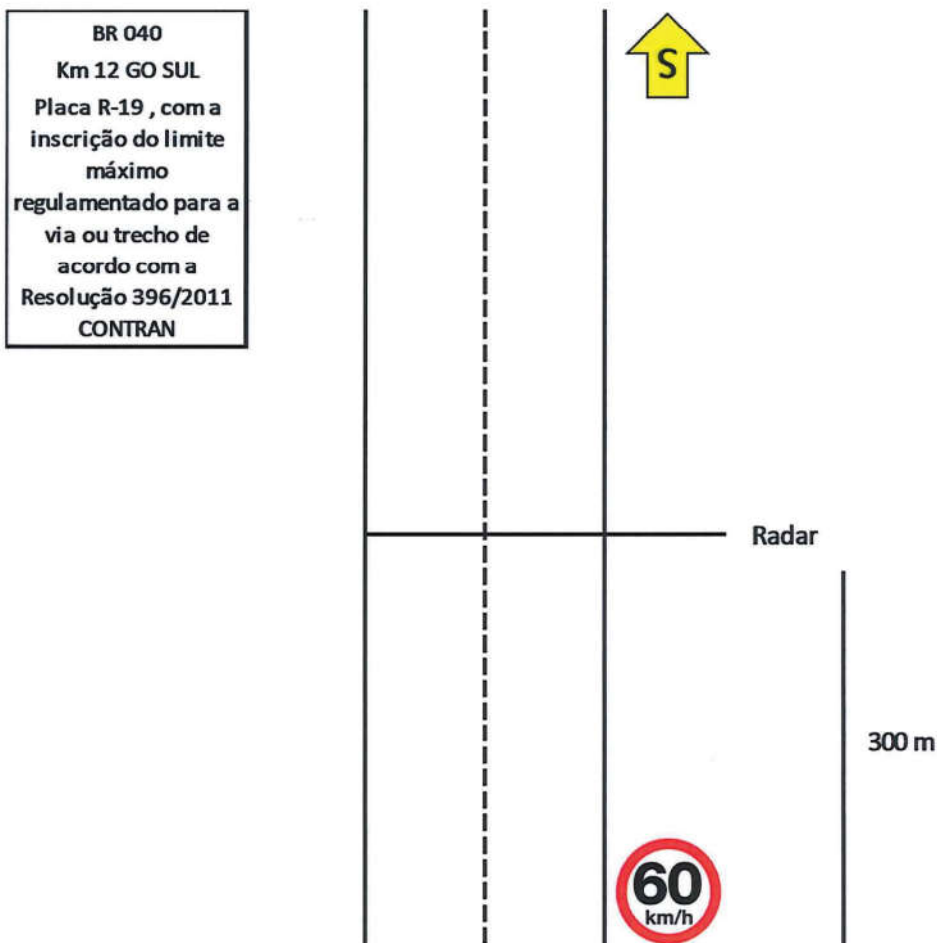 BR 040
Km 12 GO SUL
Placa R-19 , com a
inscrição do limite
máximo
regulamentado para a
via ou trecho de
acordo com a
Resolução 396/2011
CONTRAN
S
Radar
300 m
60
km/h